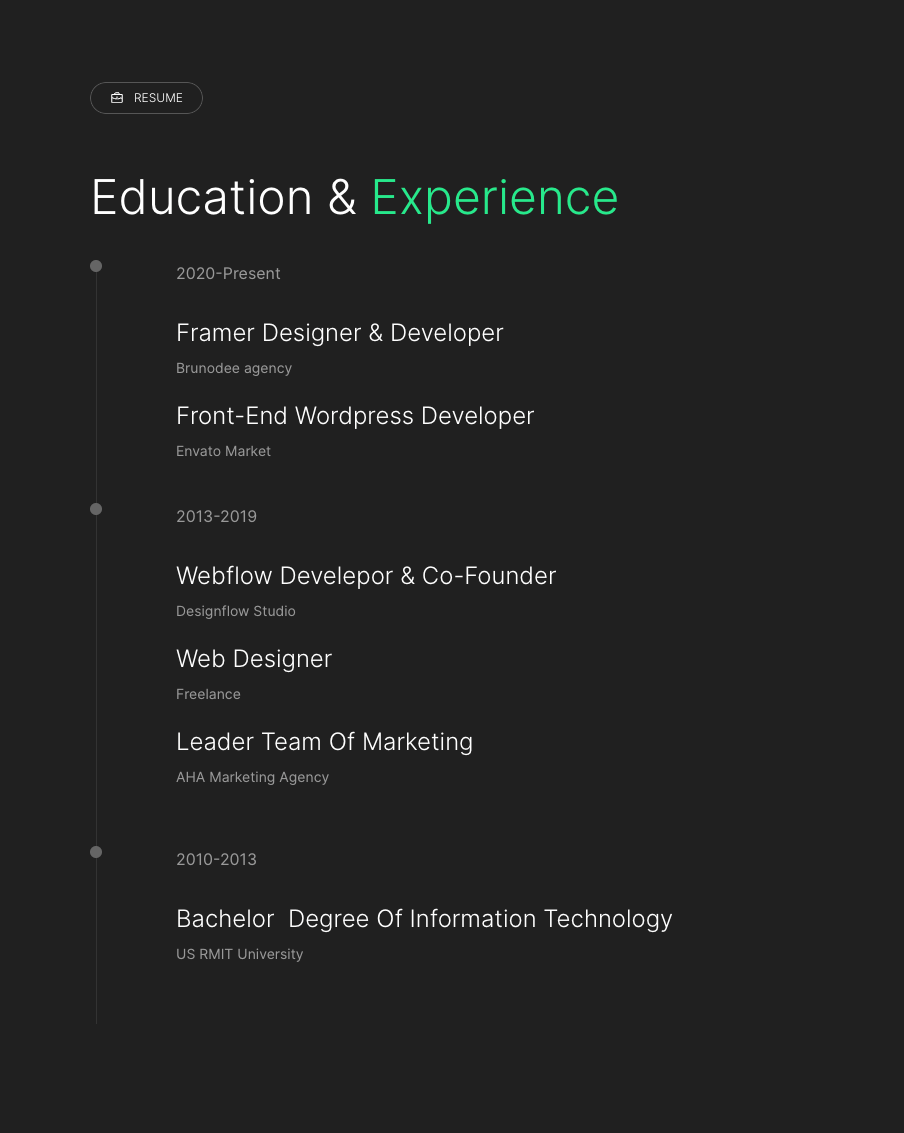 RESUME
Education & Experience
2020-Present
Framer Designer & Developer
Brunodee agency
Front-End Wordpress Developer
Envato Market
2013-2019
Webflow Develepor & Co-Founder
Designflow Studio
Web Designer
Freelance
Leader Team Of Marketing
AHA Marketing Agency
2010-2013
Bachelor  Degree Of Information Technology
US RMIT University